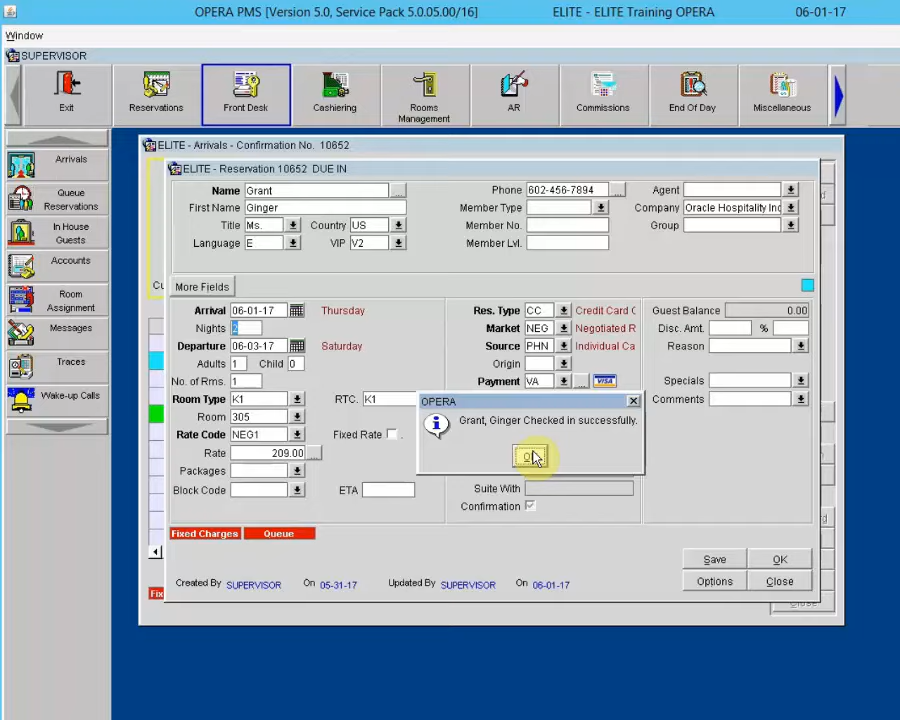 OPERA PMS [Version 5.0, Service Pack 5.0.05.00/16] ELITE - ELITE Training OPERA 06-01-17
Window
SUPERVISOR
Exit Reservations Front Desk Cashiering Rooms Management AR Commissions End Of Day Miscellaneous
Arrivals
Queue Reservations
In House Guests
Accounts
Room Assignment
Messages
Traces
Wake-up Calls
ELITE - Arrivals - Confirmation No. 10652
ELITE - Reservation 10652 DUE IN
Name Grant ... Phone 602-456-7894 ... Agent
First Name Ginger Member Type Company Oracle Hospitality Inc
Title Ms. Country US Member No. Group
Language E VIP V2 Member Lvl.
Cu
More Fields
Arrival 06-01-17 Thursday Res. Type CC Credit Card Guest Balance 0.00
Nights 2 Market NEG Negotiated R Disc. Amt. %
Departure 06-03-17 Saturday Source PHN Individual Ca Reason
Adults 1 Child 0 Origin
No. of Rms. 1 Payment VA ... VISA Specials
Room Type K1 RTC. K1 Comments
Room 305
Rate Code NEG1 Fixed Rate .
Rate 209.00 ...
Packages
Block Code ETA
OPERA
Grant, Ginger Checked in successfully.
Suite With
Confirmation
Fixed Charges Queue
Save OK
Options Close
Created By SUPERVISOR On 05-31-17 Updated By SUPERVISOR On 06-01-17
Fix
Close